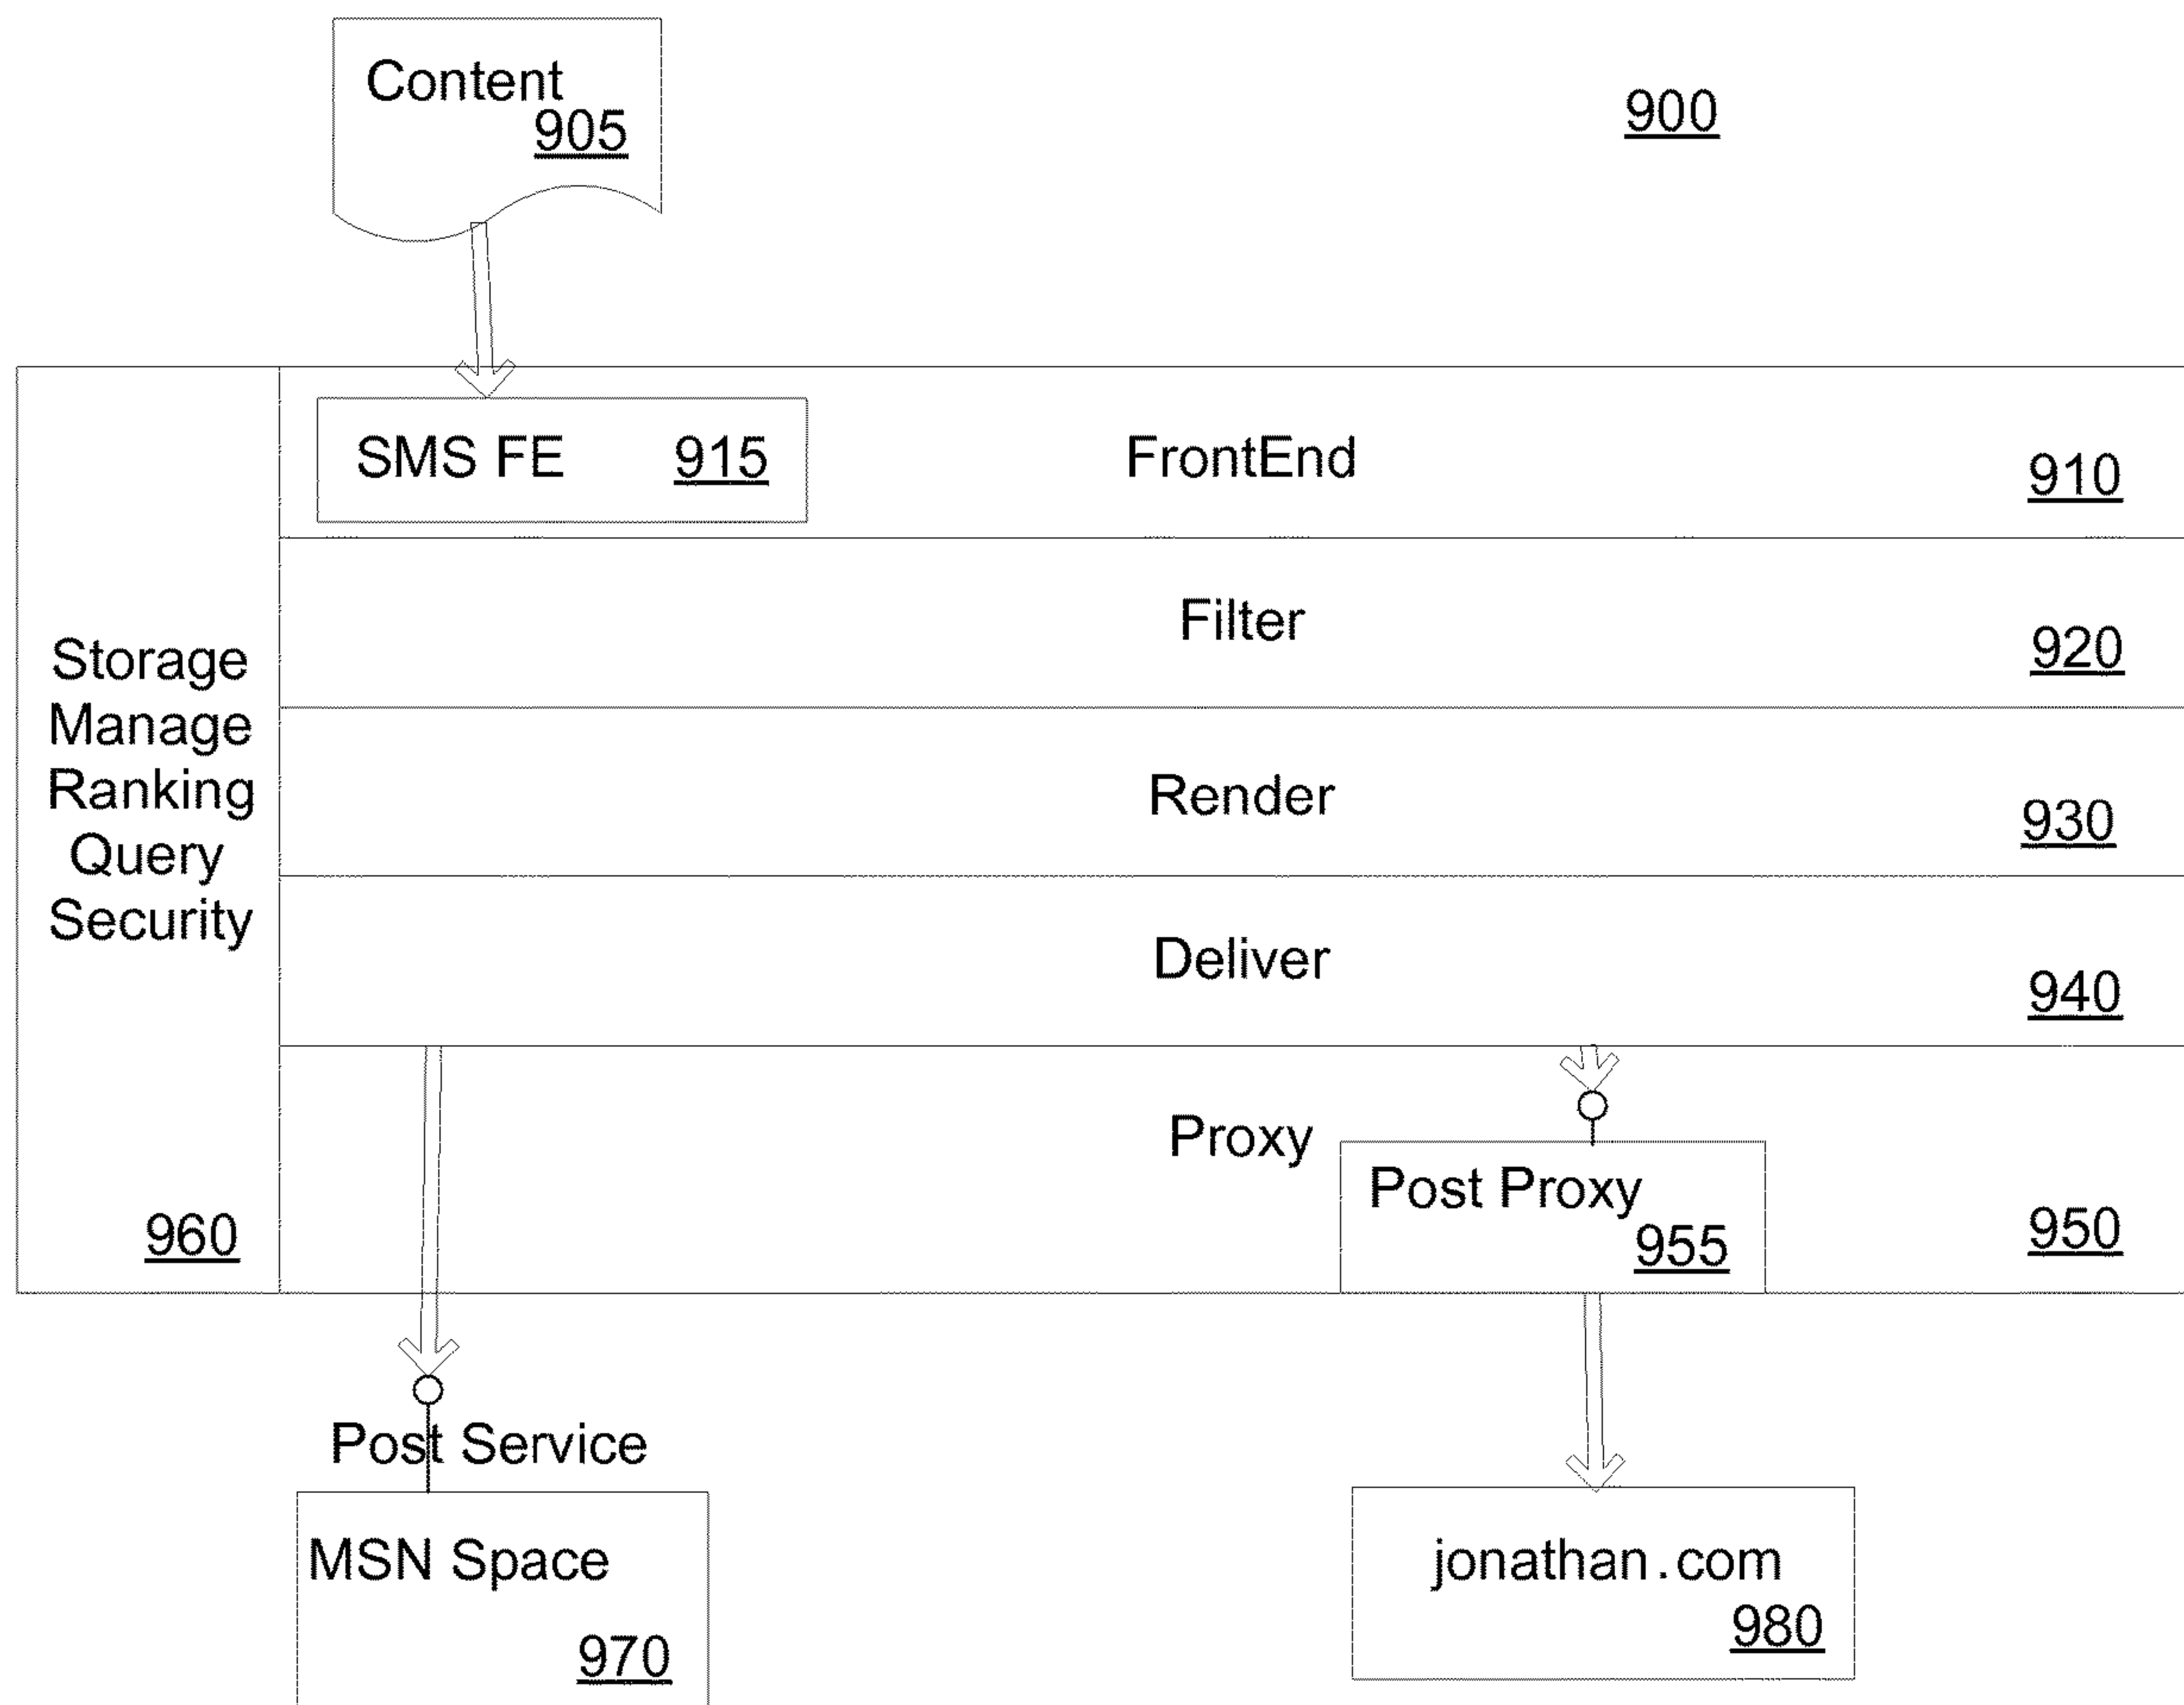 Content
905
900
SMS FE 915
FrontEnd
910
Filter
920
Storage
Manage
Ranking
Query
Security
Render
930
Deliver
940
Proxy
Post Proxy
955
950
960
Post Service
MSN Space
970
jonathan.com
980